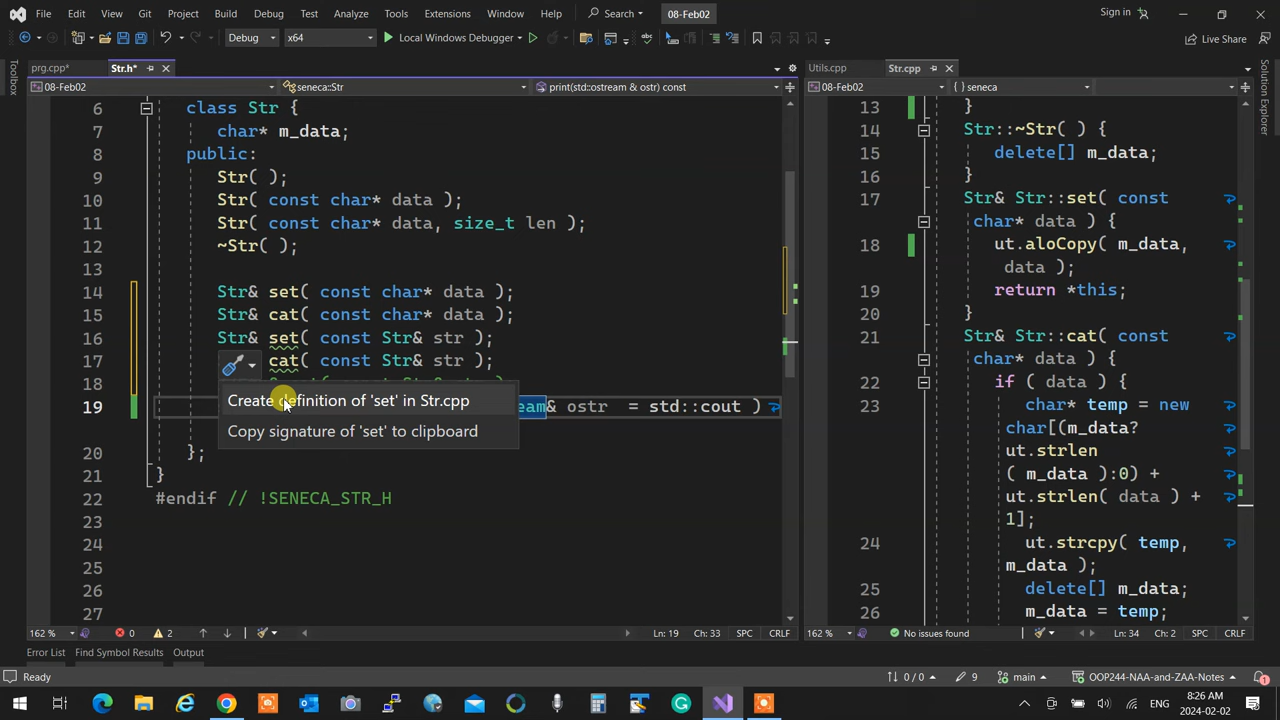 File Edit View Git Project Build Debug Test Analyze Tools Extensions Window Help Search 08-Feb02 Sign in
Debug x64 Local Windows Debugger Live Share
Toolbox
prg.cpp* Str.h*
08-Feb02 seneca::Str print(std::ostream & ostr) const
6 class Str {
7 char* m_data;
8 public:
9 Str( );
10 Str( const char* data );
11 Str( const char* data, size_t len );
12 ~Str( );
13
14 Str& set( const char* data );
15 Str& cat( const char* data );
16 Str& set( const Str& str );
17 cat( const Str& str );
18
Create definition of 'set' in Str.cpp
19 eam& ostr = std::cout )
Copy signature of 'set' to clipboard
20 };
21 }
22 #endif // !SENECA_STR_H
23
24
25
26
27
162 % 0 2 Ln: 19 Ch: 33 SPC CRLF
Utils.cpp Str.cpp
08-Feb02 seneca
13 }
14 Str::~Str( ) {
15 delete[] m_data;
16 }
17 Str& Str::set( const
char* data ) {
18 ut.aloCopy( m_data,
data );
19 return *this;
20 }
21 Str& Str::cat( const
char* data ) {
22 if ( data ) {
23 char* temp = new
char[(m_data?
ut.strlen
( m_data ):0) +
ut.strlen( data ) +
1];
24 ut.strcpy( temp,
m_data );
25 delete[] m_data;
26 m_data = temp;
162 % No issues found Ln: 34 Ch: 2 SPC CRLF
Solution Explorer
Error List Find Symbol Results Output
Ready 0 / 0 9 main OOP244-NAA-and-ZAA-Notes 1
ENG 8:26 AM
2024-02-02